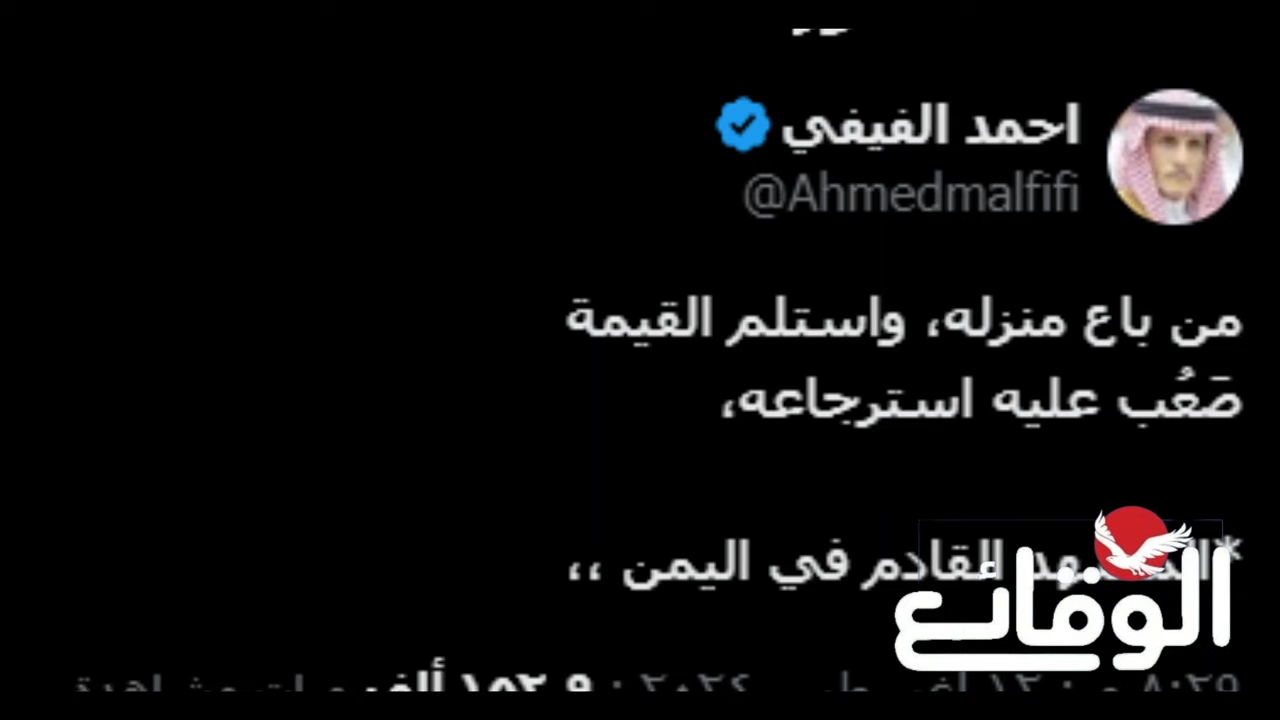 احمد الفيفي
@Ahmedmalfifi
من باع منزله، واستلم القيمة
صَعُب عليه استرجاعه،
القادم في اليمن ،،
الوقائع